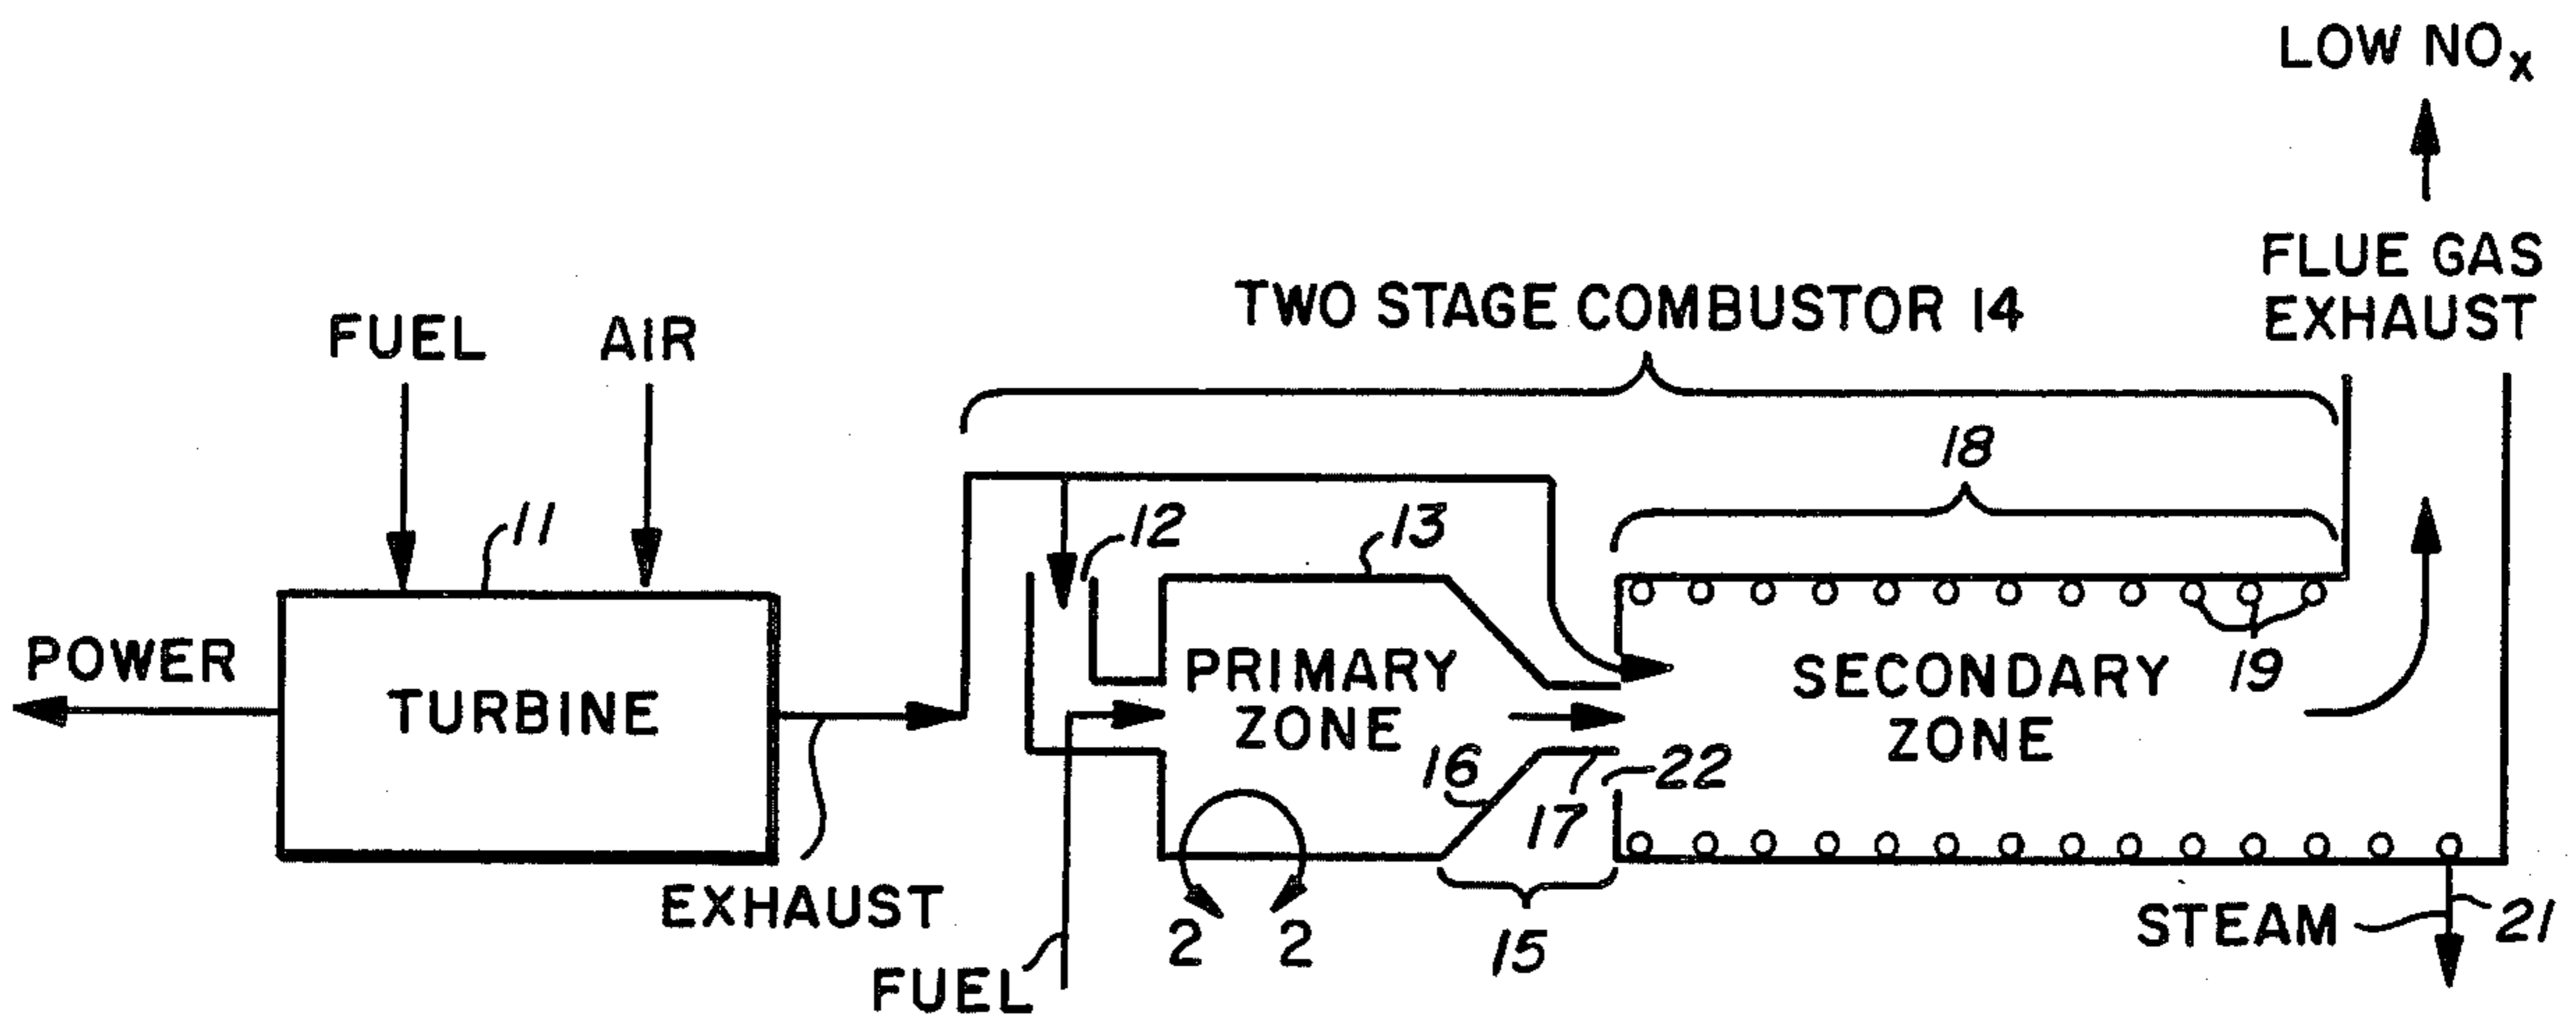 LOW NOx
FLUE GAS
EXHAUST
TWO STAGE COMBUSTOR 14
FUEL
AIR
18
11
12
13
POWER
TURBINE
PRIMARY
ZONE
SECONDARY
ZONE
19
16
17
22
EXHAUST
FUEL
2
2
15
STEAM
21